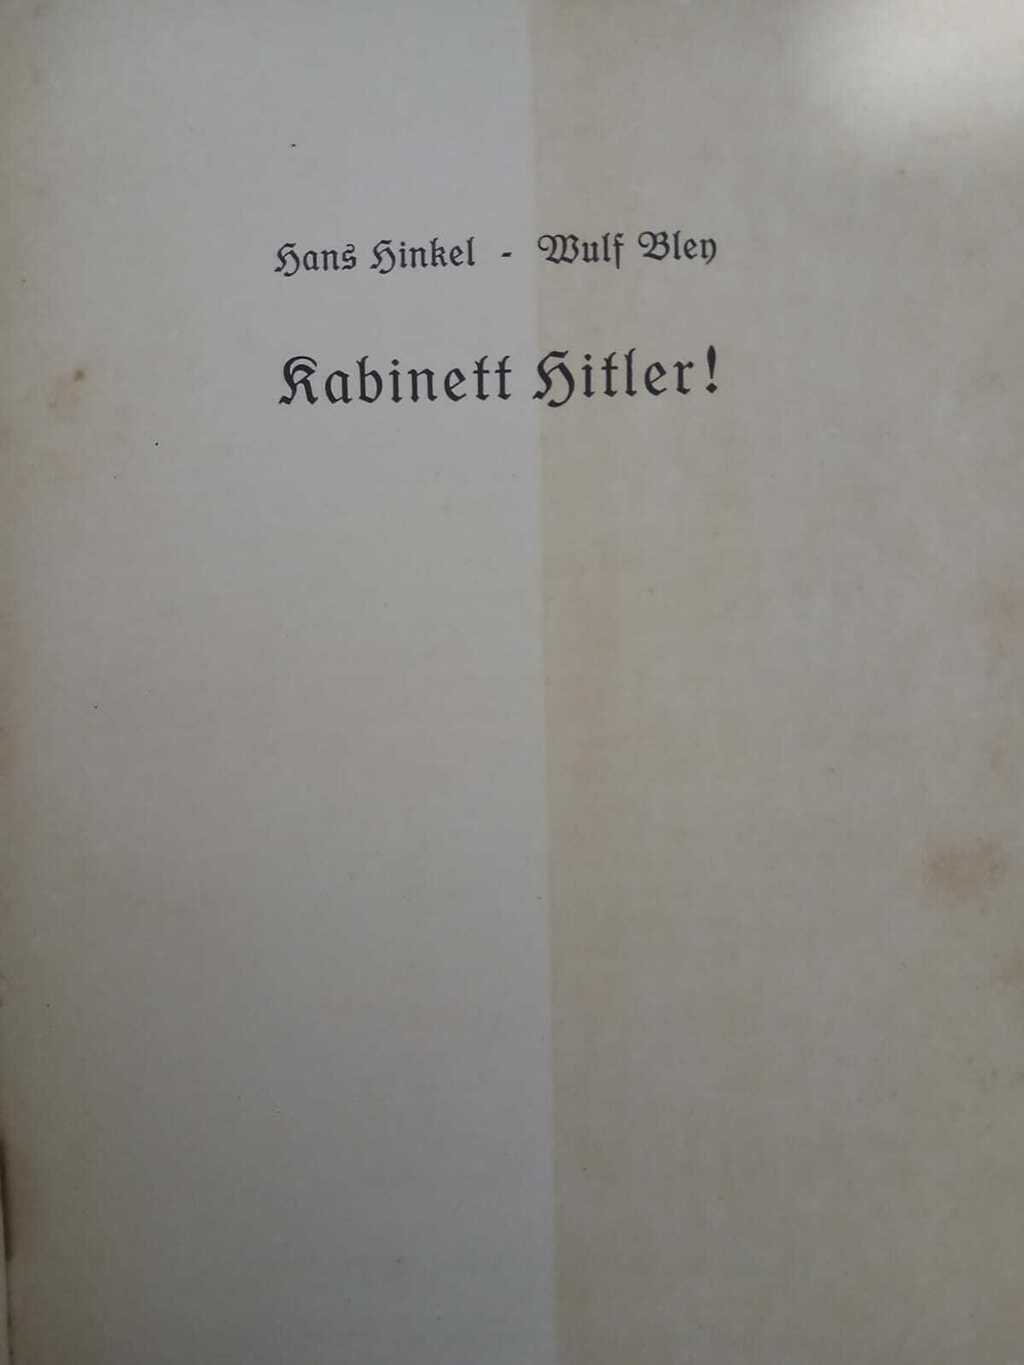 Hans Hinkel - Wulf Bley
Kabinett Hitler!